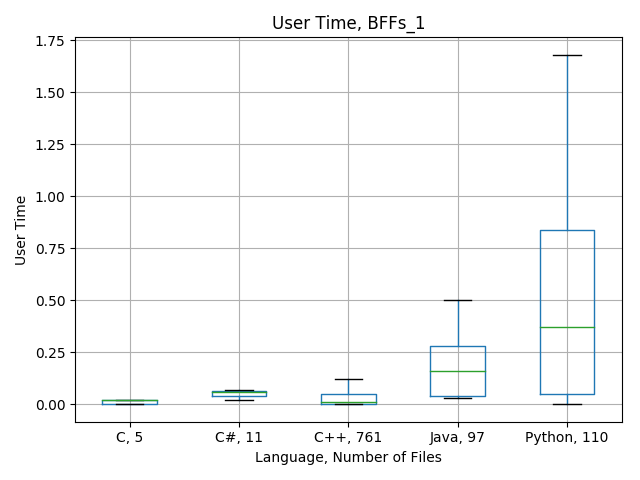 User Time, BFFs_1
1.75
1.50
1.25
1.00
0.75
0.50
0.25
0.00
User Time
C, 5
C#, 11
C++, 761
Java, 97
Python, 110
Language, Number of Files